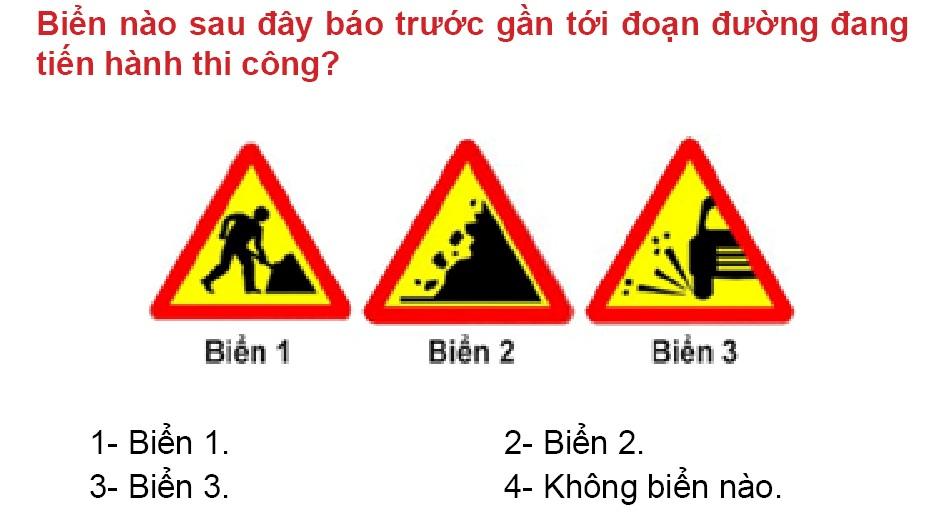 Biển nào sau đây báo trước gần tới đoạn đường đang
tiến hành thi công?
Biển 1
Biển 2
Biển 3
1- Biển 1.
2- Biển 2.
3- Biển 3.
4- Không biển nào.